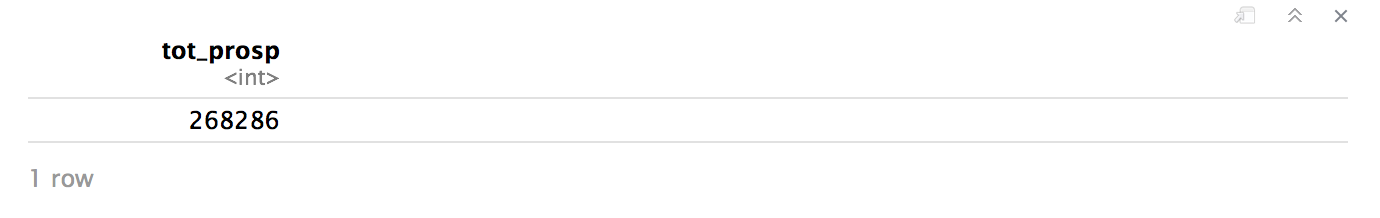 tot_prosp
<int>
268286
1 row